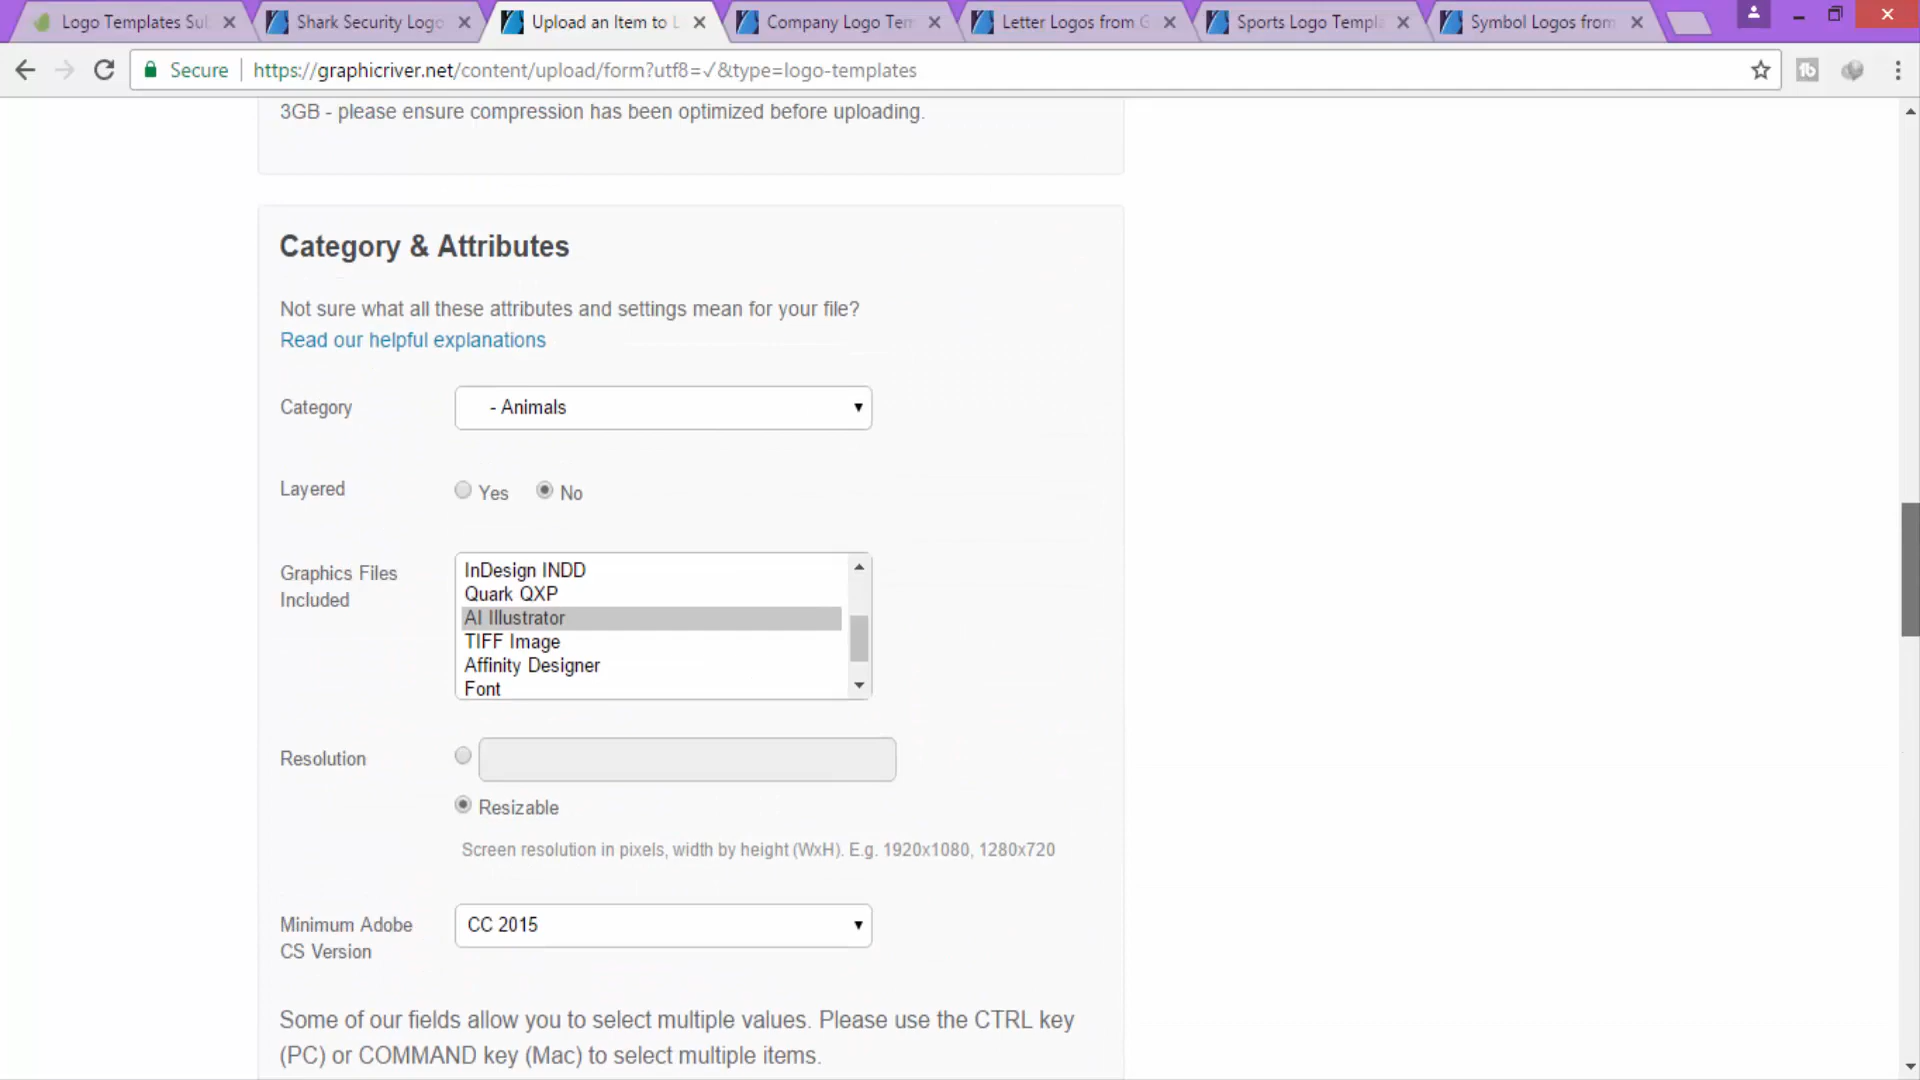 Logo Templates Su
Shark Security Logo
Upload an Item to L
Company Logo Tem
Letter Logos from G
Sports Logo Templa
Symbol Logos from
Secure
https://graphicriver.net/content/upload/form?utf8=✓&type=logo-templates
3GB - please ensure compression has been optimized before uploading.
Category & Attributes
Not sure what all these attributes and settings mean for your file?
Read our helpful explanations
Category
- Animals
Layered
Yes
No
Graphics Files
Included
InDesign INDD
Quark QXP
AI Illustrator
TIFF Image
Affinity Designer
Font
Resolution
Resizable
Screen resolution in pixels, width by height (WxH). E.g. 1920x1080, 1280x720
Minimum Adobe
CS Version
CC 2015
Some of our fields allow you to select multiple values. Please use the CTRL key
(PC) or COMMAND key (Mac) to select multiple items.